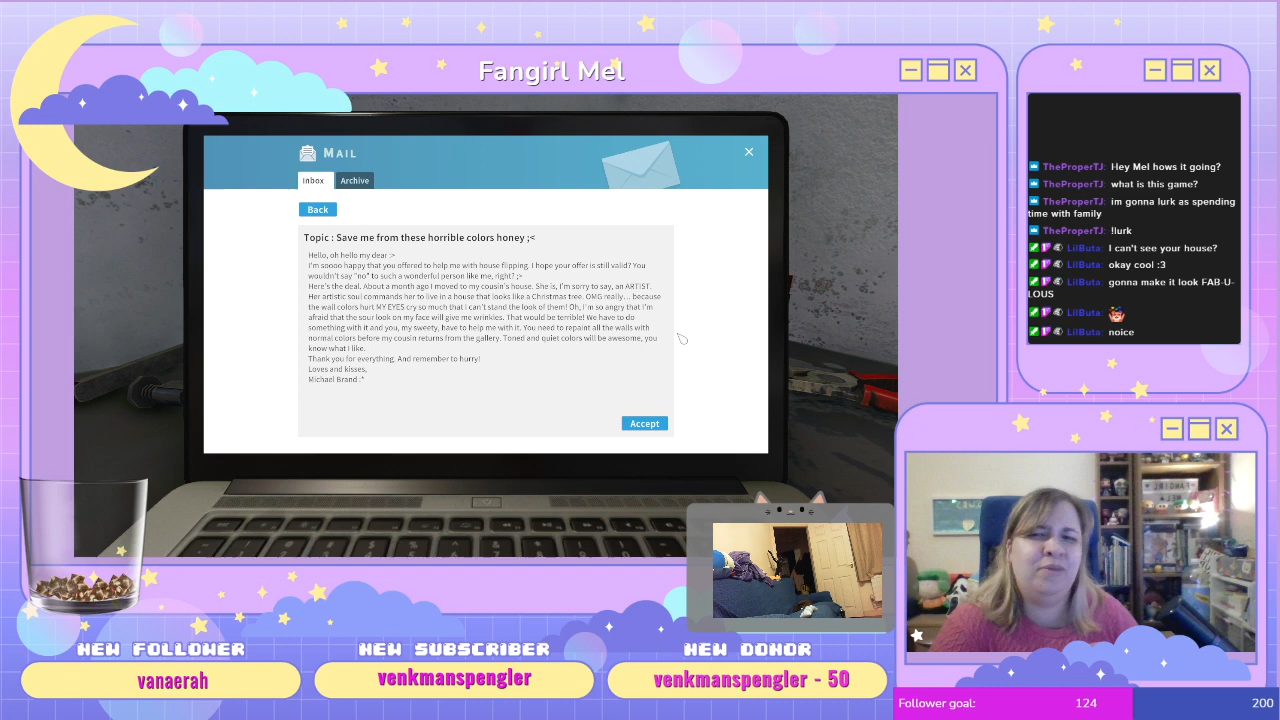 Fangirl Mel
MAIL
Inbox
Archive
Back
Topic : Save me from these horrible colors honey ;<
Hello, oh hello my dear :>
I'm soooo happy that you offered to help me with house flipping. I hope your offer is still valid? You
wouldn't say "no" to such a wonderful person like me, right? ;>
Here's the deal. About a month ago I moved to my cousin's house. She is, I'm sorry to say, an ARTIST.
Her artistic soul commands her to live in a house that looks like a Christmas tree. OMG really... because
the wall colors hurt MY EYES cry so much that I can't stand the look of them! Oh, I'm so angry that I'm
afraid that the sour look on my face will give me wrinkles. That would be terrible! We have to do
something with it and you, my sweety, have to help me with it. You need to repaint all the walls with
normal colors before my cousin returns from the gallery. Toned and quiet colors will be awesome, you
know what I like.
Thank you for everything. And remember to hurry!
Loves and kisses,
Michael Brand :*
Accept
TheProperTJ: Hey Mel hows it going?
TheProperTJ: what is this game?
TheProperTJ: im gonna lurk as spending
time with family
TheProperTJ: !lurk
LilButa: I can't see your house?
LilButa: okay cool :3
LilButa: gonna make it look FAB-U-
LOUS
LilButa:
LilButa: noice
NEW FOLLOWER
vanaerah
NEW SUBSCRIBER
venkmanspengler
NEW DONOR
venkmanspengler - 50
Follower goal:
124
200